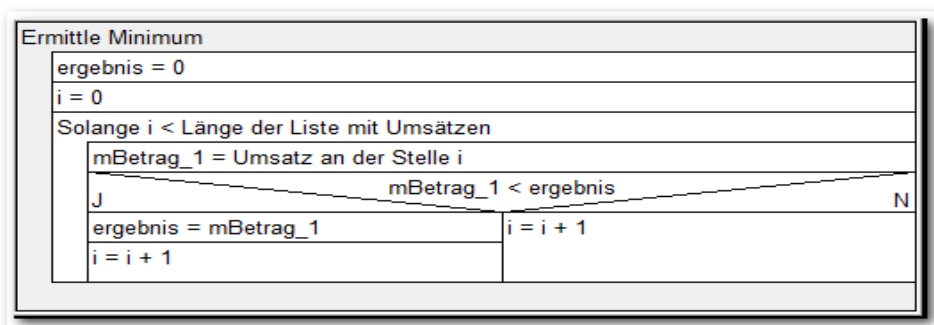 Ermittle Minimum
ergebnis = 0
i = 0
Solange i < Länge der Liste mit Umsätzen
mBetrag_1 = Umsatz an der Stelle i
mBetrag_1 < ergebnis
J
N
ergebnis = mBetrag_1
i = i + 1
i = i + 1